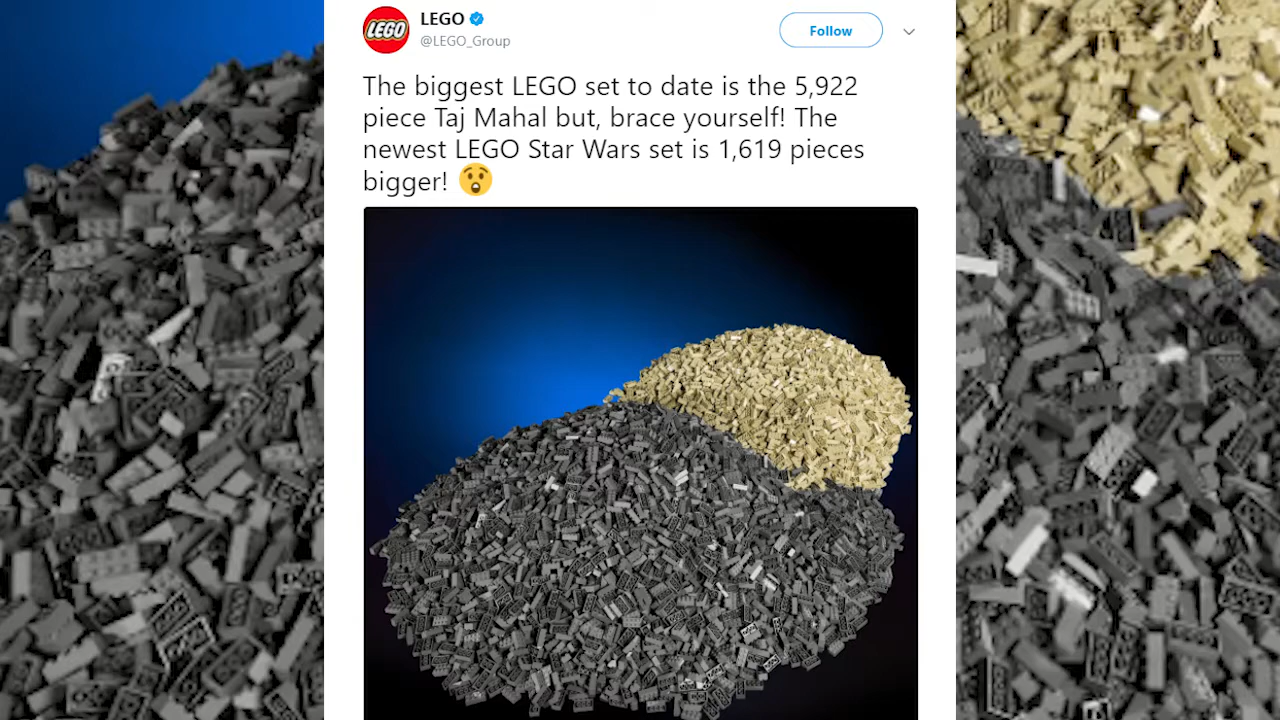 LEGO
LEGO
@LEGO_Group
Follow
The biggest LEGO set to date is the 5,922
piece Taj Mahal but, brace yourself! The
newest LEGO Star Wars set is 1,619 pieces
bigger! 😲